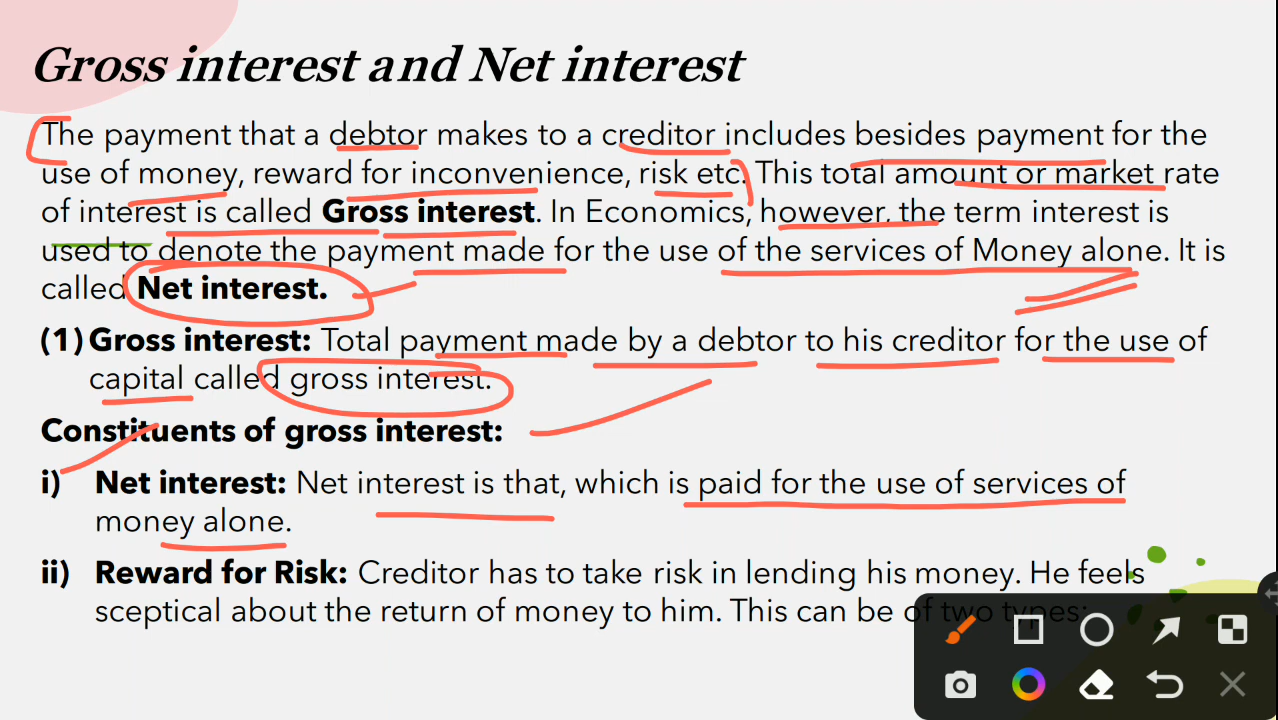 Gross interest and Net interest
The payment that a debtor makes to a creditor includes besides payment for the
use of money, reward for inconvenience, risk etc. This total amount or market rate
of interest is called Gross interest. In Economics, however, the term interest is
used to denote the payment made for the use of the services of Money alone. It is
called Net interest.
(1) Gross interest: Total payment made by a debtor to his creditor for the use of
capital called gross interest.
Constituents of gross interest:
i) Net interest: Net interest is that, which is paid for the use of services of
money alone.
ii) Reward for Risk: Creditor has to take risk in lending his money. He feels
sceptical about the return of money to him. This can be of two types: